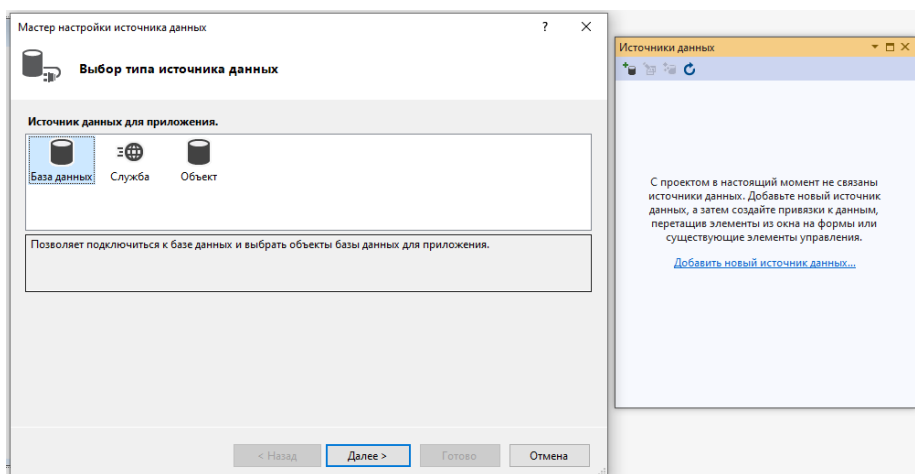 Мастер настройки источника данных
?
Выбор типа источника данных
Источник данных для приложения.
База данных
Служба
Объект
Позволяет подключиться к базе данных и выбрать объекты базы данных для приложения.
< Назад
Далее >
Готово
Отмена
Источники данных
С проектом в настоящий момент не связаны
источники данных. Добавьте новый источник
данных, а затем создайте привязки к данным,
перетащив элементы из окна на формы или
существующие элементы управления.
Добавить новый источник данных...